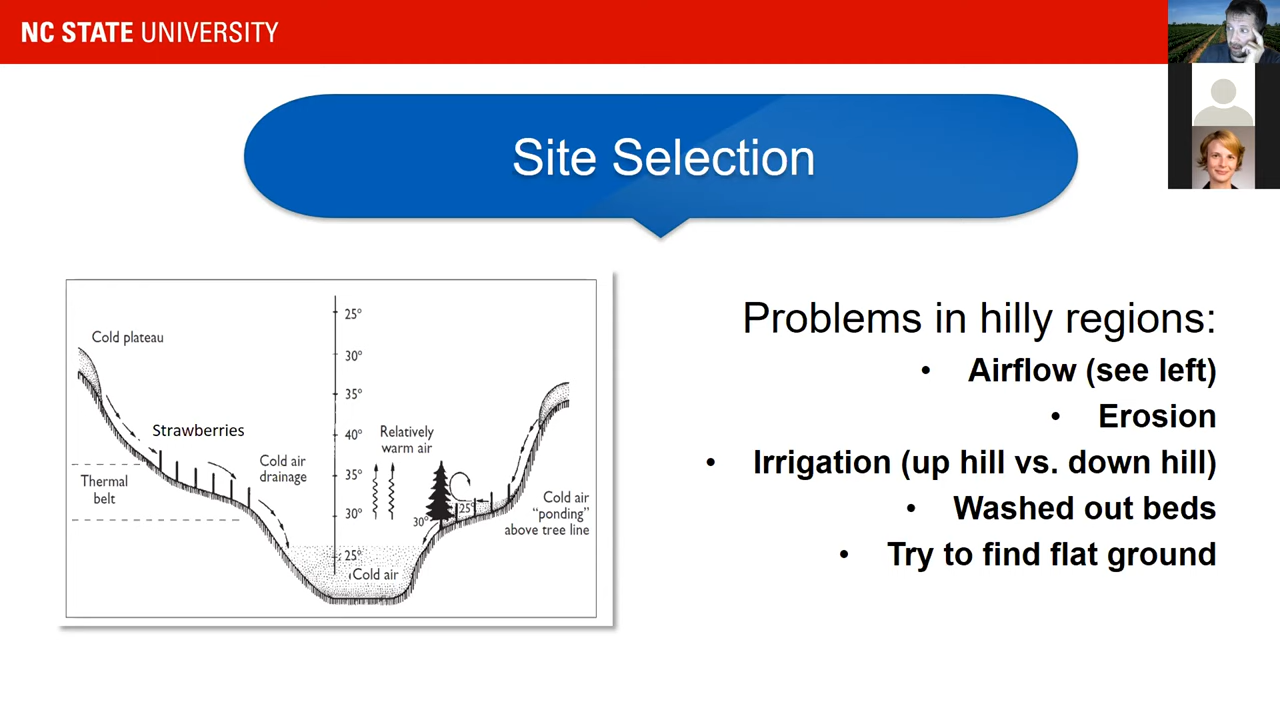 NC STATE UNIVERSITY
Site Selection
Cold plateau
25°
30°
35°
40°
35°
30°
25°
Strawberries
Thermal
belt
Cold air
drainage
Relatively
warm air
25°
30°
Cold air
"ponding"
above tree line
Cold air
Problems in hilly regions:
• Airflow (see left)
• Erosion
• Irrigation (up hill vs. down hill)
• Washed out beds
• Try to find flat ground